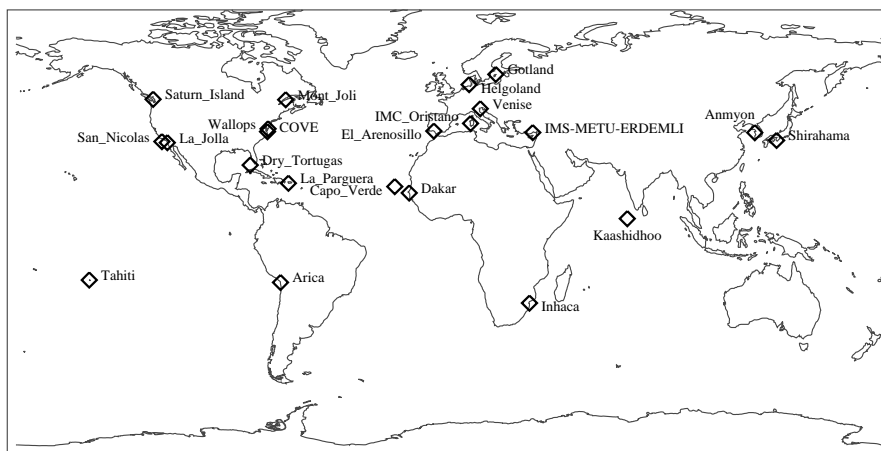 Gotland
Helgoland
Saturn_Island
Mont_Joli
Venise
IMC_Oristano
Anmyon
Wallops
COVE
El_Arenosillo
IMS-METU-ERDEMLI
San_Nicolas
La_Jolla
Shirahama
Dry_Tortugas
La_Parguera
Capo_Verde
Dakar
Kaashidhoo
Tahiti
Arica
Inhaca